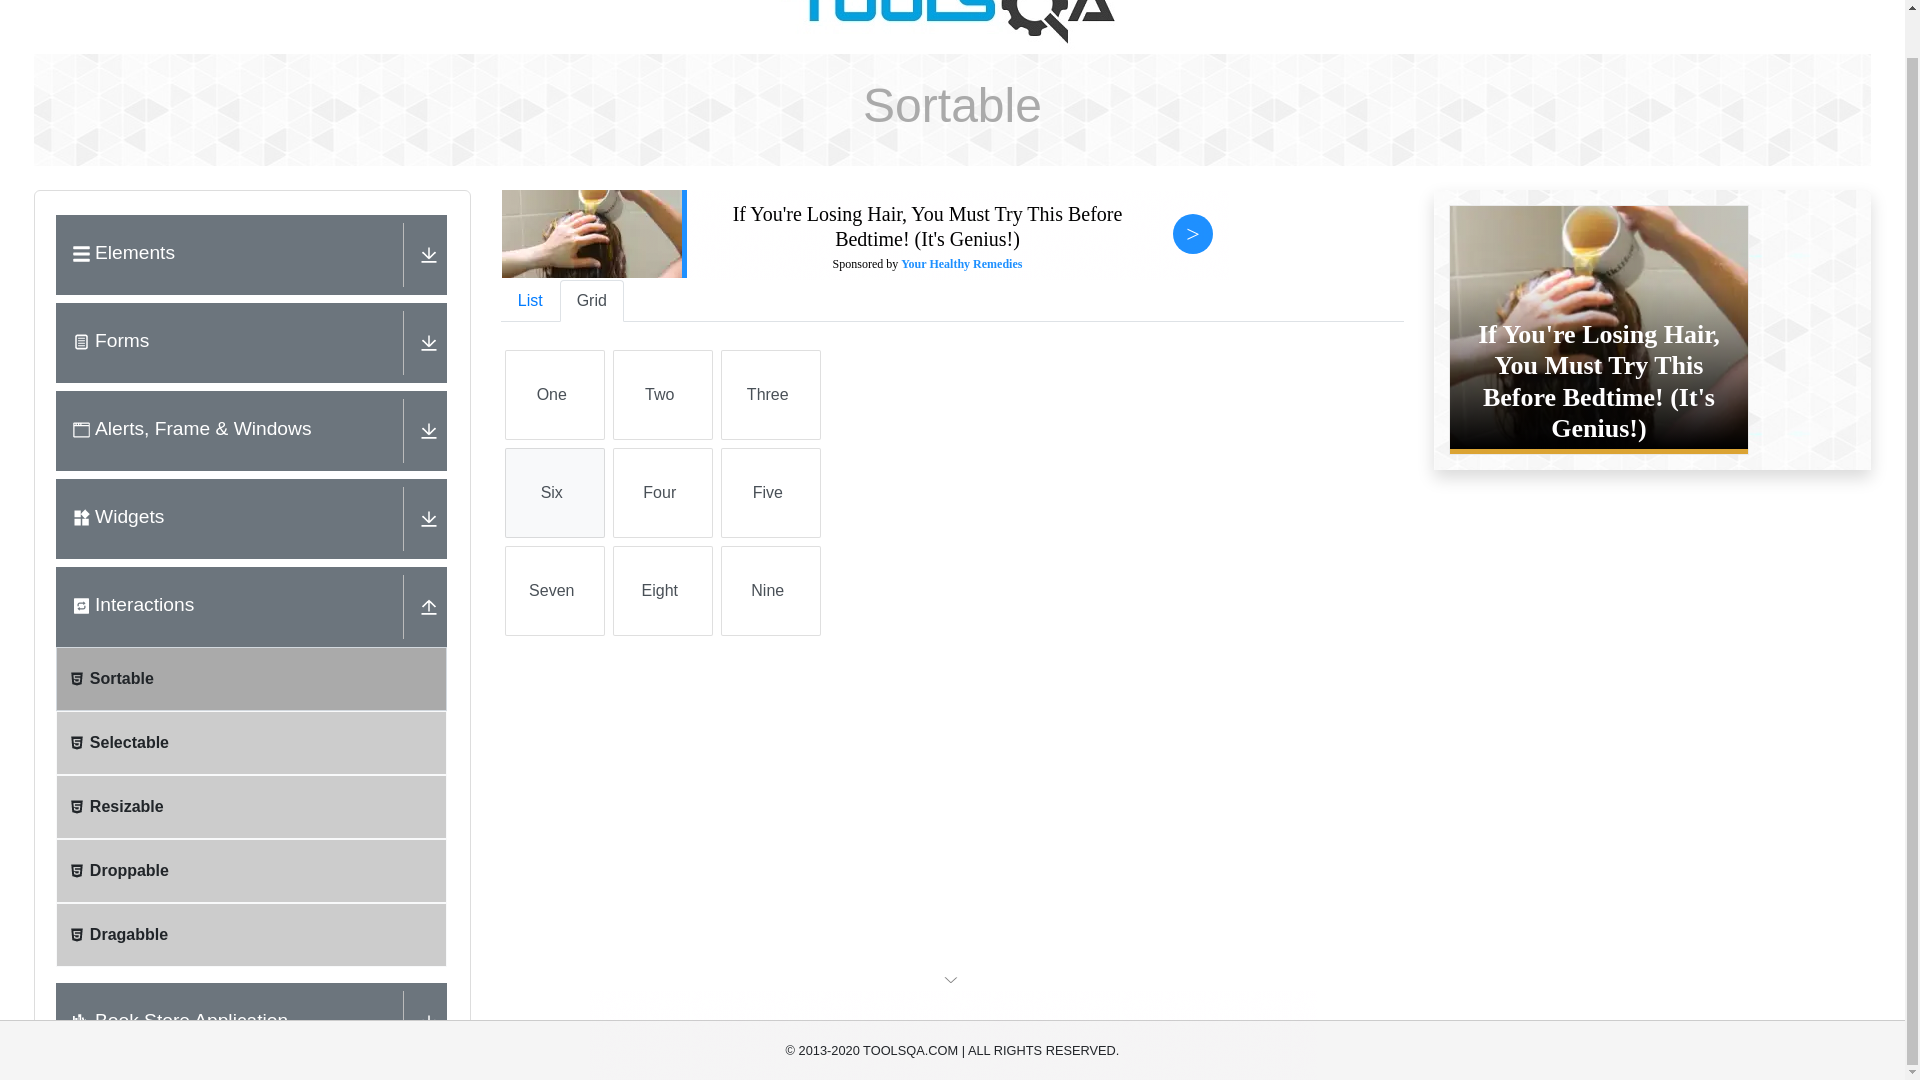 TOOLSQA
Sortable
Elements
Forms
Alerts, Frame & Windows
Widgets
Interactions
Sortable
Selectable
Resizable
Droppable
Dragabble
Book Store Application
If You're Losing Hair, You Must Try This Before
Bedtime! (It's Genius!)
Sponsored by Your Healthy Remedies
>
List Grid
One Two Three
Six Four Five
Seven Eight Nine
If You're Losing Hair,
You Must Try This
Before Bedtime! (It's
Genius!)
© 2013-2020 TOOLSQA.COM | ALL RIGHTS RESERVED.